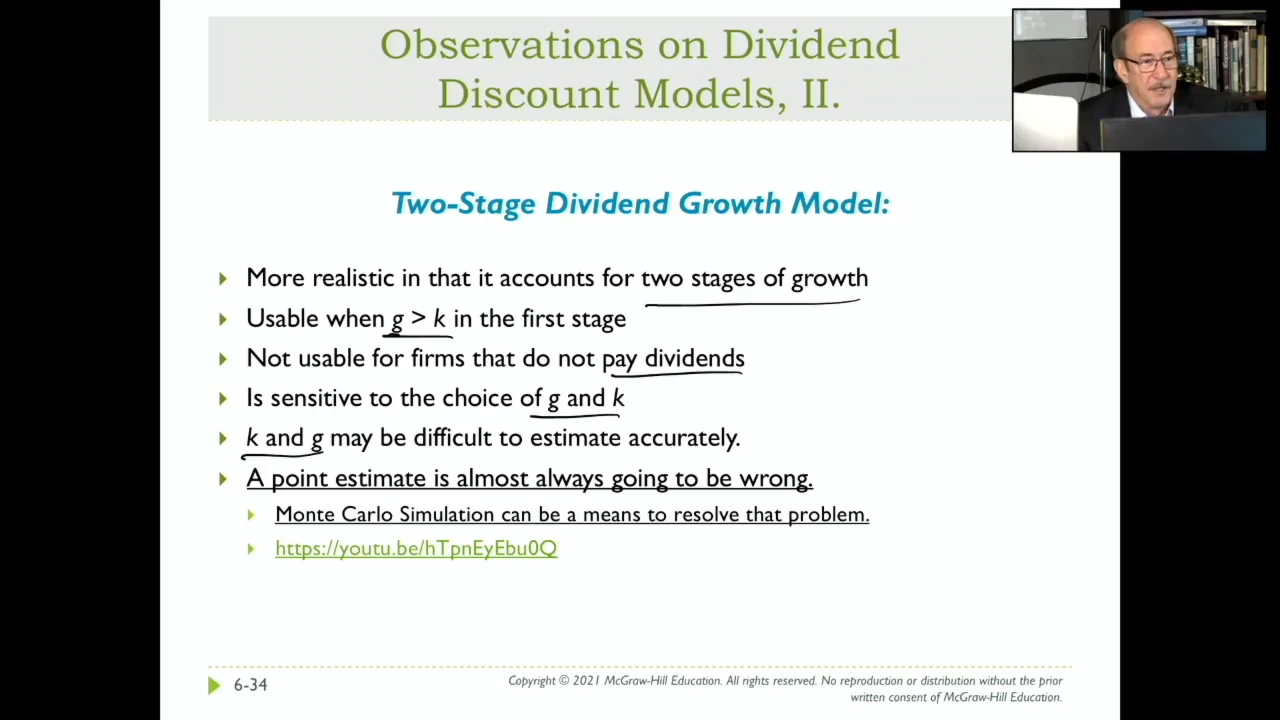 Observations on Dividend
Discount Models, II.
Two-Stage Dividend Growth Model:
More realistic in that it accounts for two stages of growth
Usable when g > k in the first stage
Not usable for firms that do not pay dividends
Is sensitive to the choice of g and k
k and g may be difficult to estimate accurately.
A point estimate is almost always going to be wrong.
Monte Carlo Simulation can be a means to resolve that problem.
https://youtu.be/hTpnEyEbu0Q
6-34
Copyright © 2021 McGraw-Hill Education. All rights reserved. No reproduction or distribution without the prior
written consent of McGraw-Hill Education.